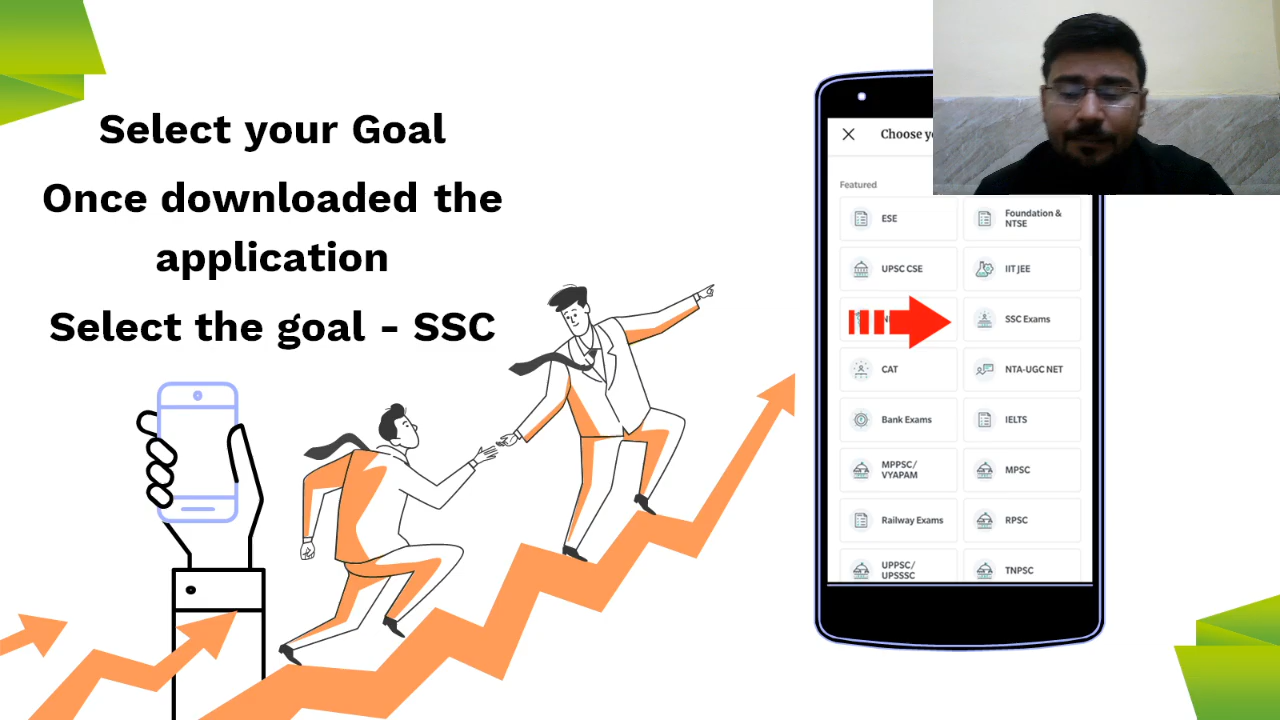 Select your Goal
Once downloaded the
application
Select the goal - SSC
Featured
ESE
Foundation &
NTSE
UPSC CSE
IIT JEE
SSC Exams
CAT
NTA-UGC NET
Bank Exams
IELTS
MPPSC/
VYAPAM
MPSC
Railway Exams
RPSC
UPPSC/
UPSSSC
TNPSC
Choose